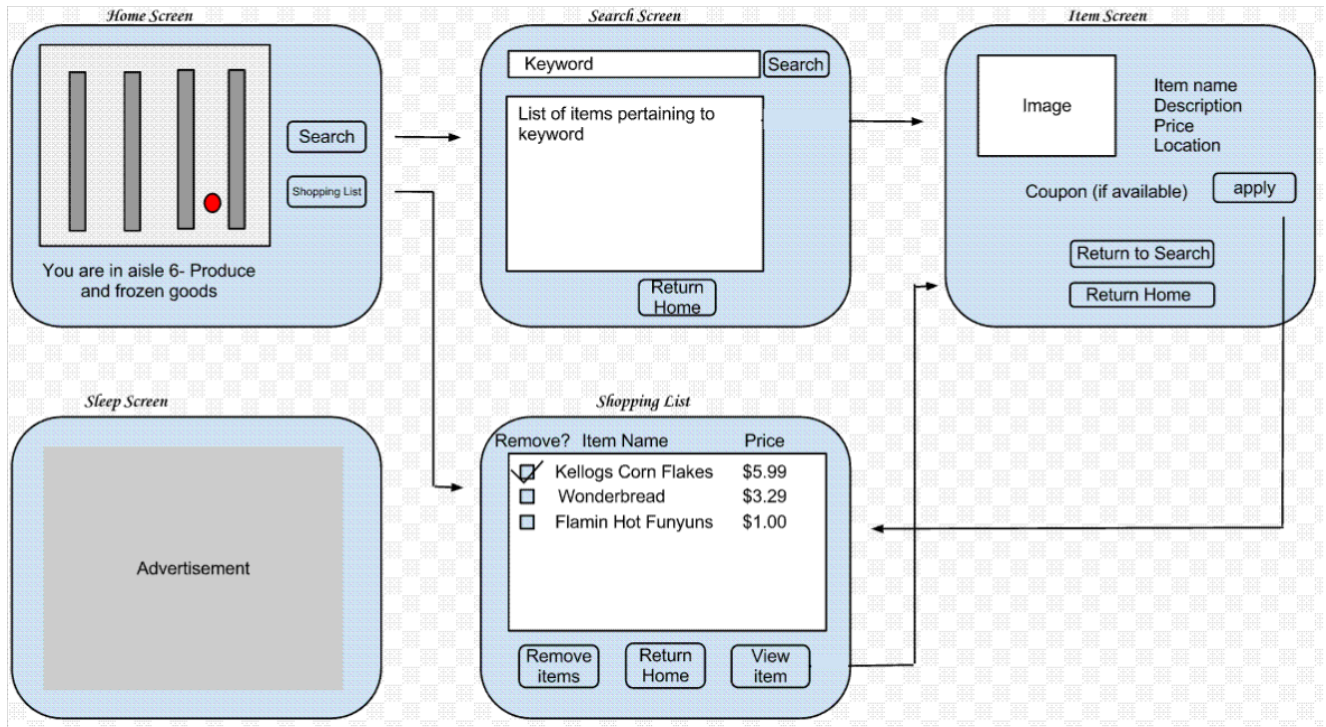 Home Screen
Search
Shopping List
You are in aisle 6- Produce
and frozen goods
Search Screen
Keyword
Search
List of items pertaining to
keyword
Return
Home
Item Screen
Image
Item name
Description
Price
Location
Coupon (if available)
apply
Return to Search
Return Home
Sleep Screen
Advertisement
Shopping List
Remove? Item Name Price
Kellogs Corn Flakes $5.99
Wonderbread $3.29
Flamin Hot Funyuns $1.00
Remove
items
Return
Home
View
item